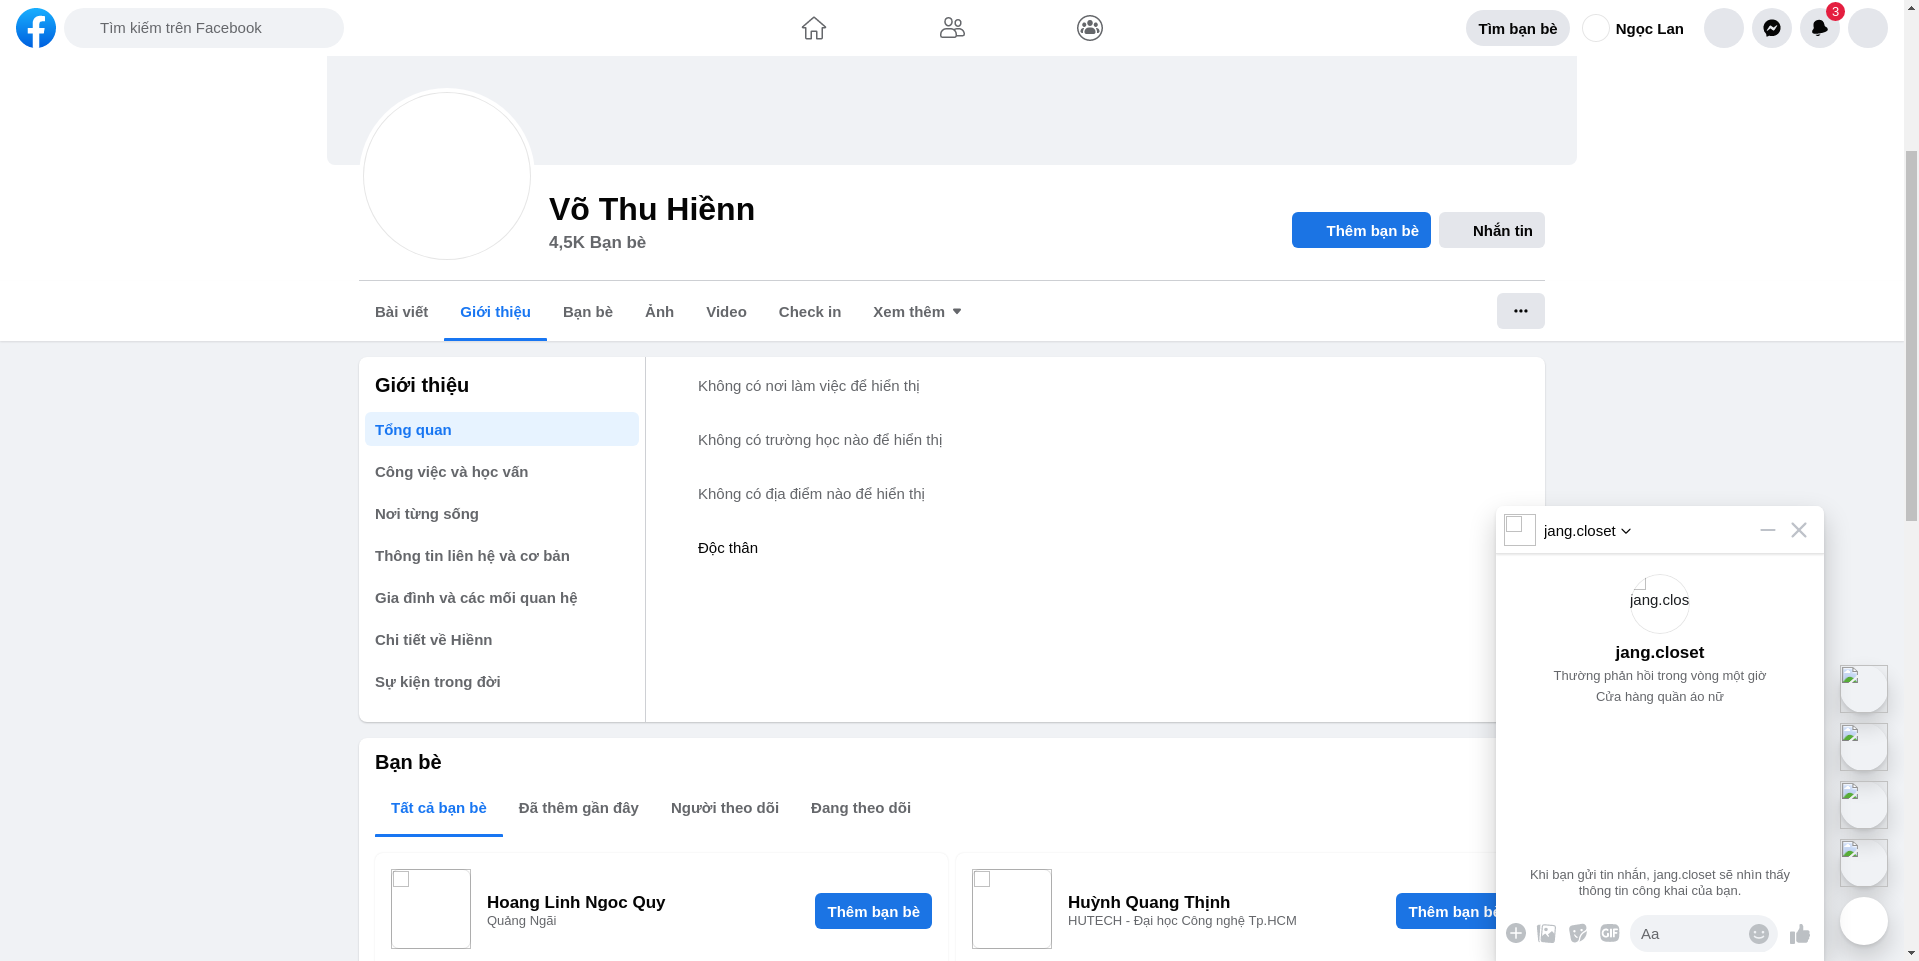 Tìm kiếm trên Facebook
Tìm bạn bè
Ngọc Lan
3
Võ Thu Hiềnn
4,5K Bạn bè
Thêm bạn bè
Nhắn tin
Bài viết
Giới thiệu
Bạn bè
Ảnh
Video
Check in
Xem thêm
Giới thiệu
Tổng quan
Công việc và học vấn
Nơi từng sống
Thông tin liên hệ và cơ bản
Gia đình và các mối quan hệ
Chi tiết về Hiềnn
Sự kiện trong đời
Không có nơi làm việc để hiển thị
Không có trường học nào để hiển thị
Không có địa điểm nào để hiển thị
Độc thân
Bạn bè
Tất cả bạn bè
Đã thêm gần đây
Người theo dõi
Đang theo dõi
Hoang Linh Ngoc Quy
Quảng Ngãi
Thêm bạn bè
Huỳnh Quang Thịnh
HUTECH - Đại học Công nghệ Tp.HCM
Thêm bạn bè
jang.closet
jang.clos
jang.closet
Thường phản hồi trong vòng một giờ
Cửa hàng quần áo nữ
Khi bạn gửi tin nhắn, jang.closet sẽ nhìn thấy
thông tin công khai của bạn.
GIF
Aa